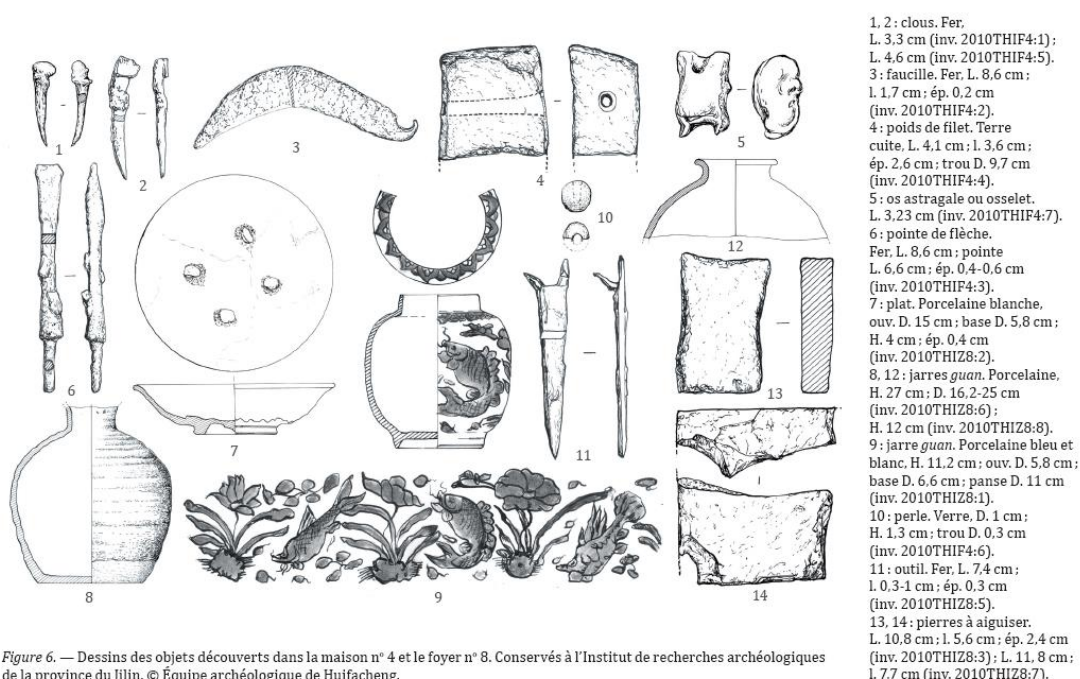 1
2
3
4
5
6
7
8
9
10
11
12
13
14
1, 2 : clous. Fer,
L. 3,3 cm (inv. 2010THIF4:1) ;
L. 4,6 cm (inv. 2010THIF4:5).
3 : faucille. Fer, L. 8,6 cm ;
l. 1,7 cm ; ép. 0,2 cm
(inv. 2010THIF4:2).
4 : poids de filet. Terre
cuite, L. 4,1 cm ; l. 3,6 cm ;
ép. 2,6 cm ; trou D. 9,7 cm
(inv. 2010THIF4:4).
5 : os astragale ou osselet.
L. 3,23 cm (inv. 2010THIF4:7).
6 : pointe de flèche.
Fer, L. 8,6 cm ; pointe
L. 6,6 cm ; ép. 0,4-0,6 cm
(inv. 2010THIF4:3).
7 : plat. Porcelaine blanche,
ouv. D. 15 cm ; base D. 5,8 cm ;
H. 4 cm ; ép. 0,4 cm
(inv. 2010THIZ8:2).
8, 12 : jarres guan. Porcelaine,
H. 27 cm ; D. 16,2-25 cm
(inv. 2010THIZ8:6) ;
H. 12 cm (inv. 2010THIZ8:8).
9 : jarre guan. Porcelaine bleu et
blanc, H. 11,2 cm ; ouv. D. 5,8 cm ;
base D. 6,6 cm ; panse D. 11 cm
(inv. 2010THIZ8:1).
10 : perle. Verre, D. 1 cm ;
H. 1,3 cm ; trou D. 0,3 cm
(inv. 2010THIF4:6).
11 : outil. Fer, L. 7,4 cm ;
l. 0,3-1 cm ; ép. 0,3 cm
(inv. 2010THIZ8:5).
13, 14 : pierres à aiguiser.
L. 10,8 cm ; l. 5,6 cm ; ép. 2,4 cm
(inv. 2010THIZ8:3) ; L. 11, 8 cm ;
l. 7,7 cm (inv. 2010THIZ8:7).
Figure 6. — Dessins des objets découverts dans la maison nº 4 et le foyer nº 8. Conservés à l'Institut de recherches archéologiques
de la province du Jilin. © Équipe archéologique de Huifacheng.